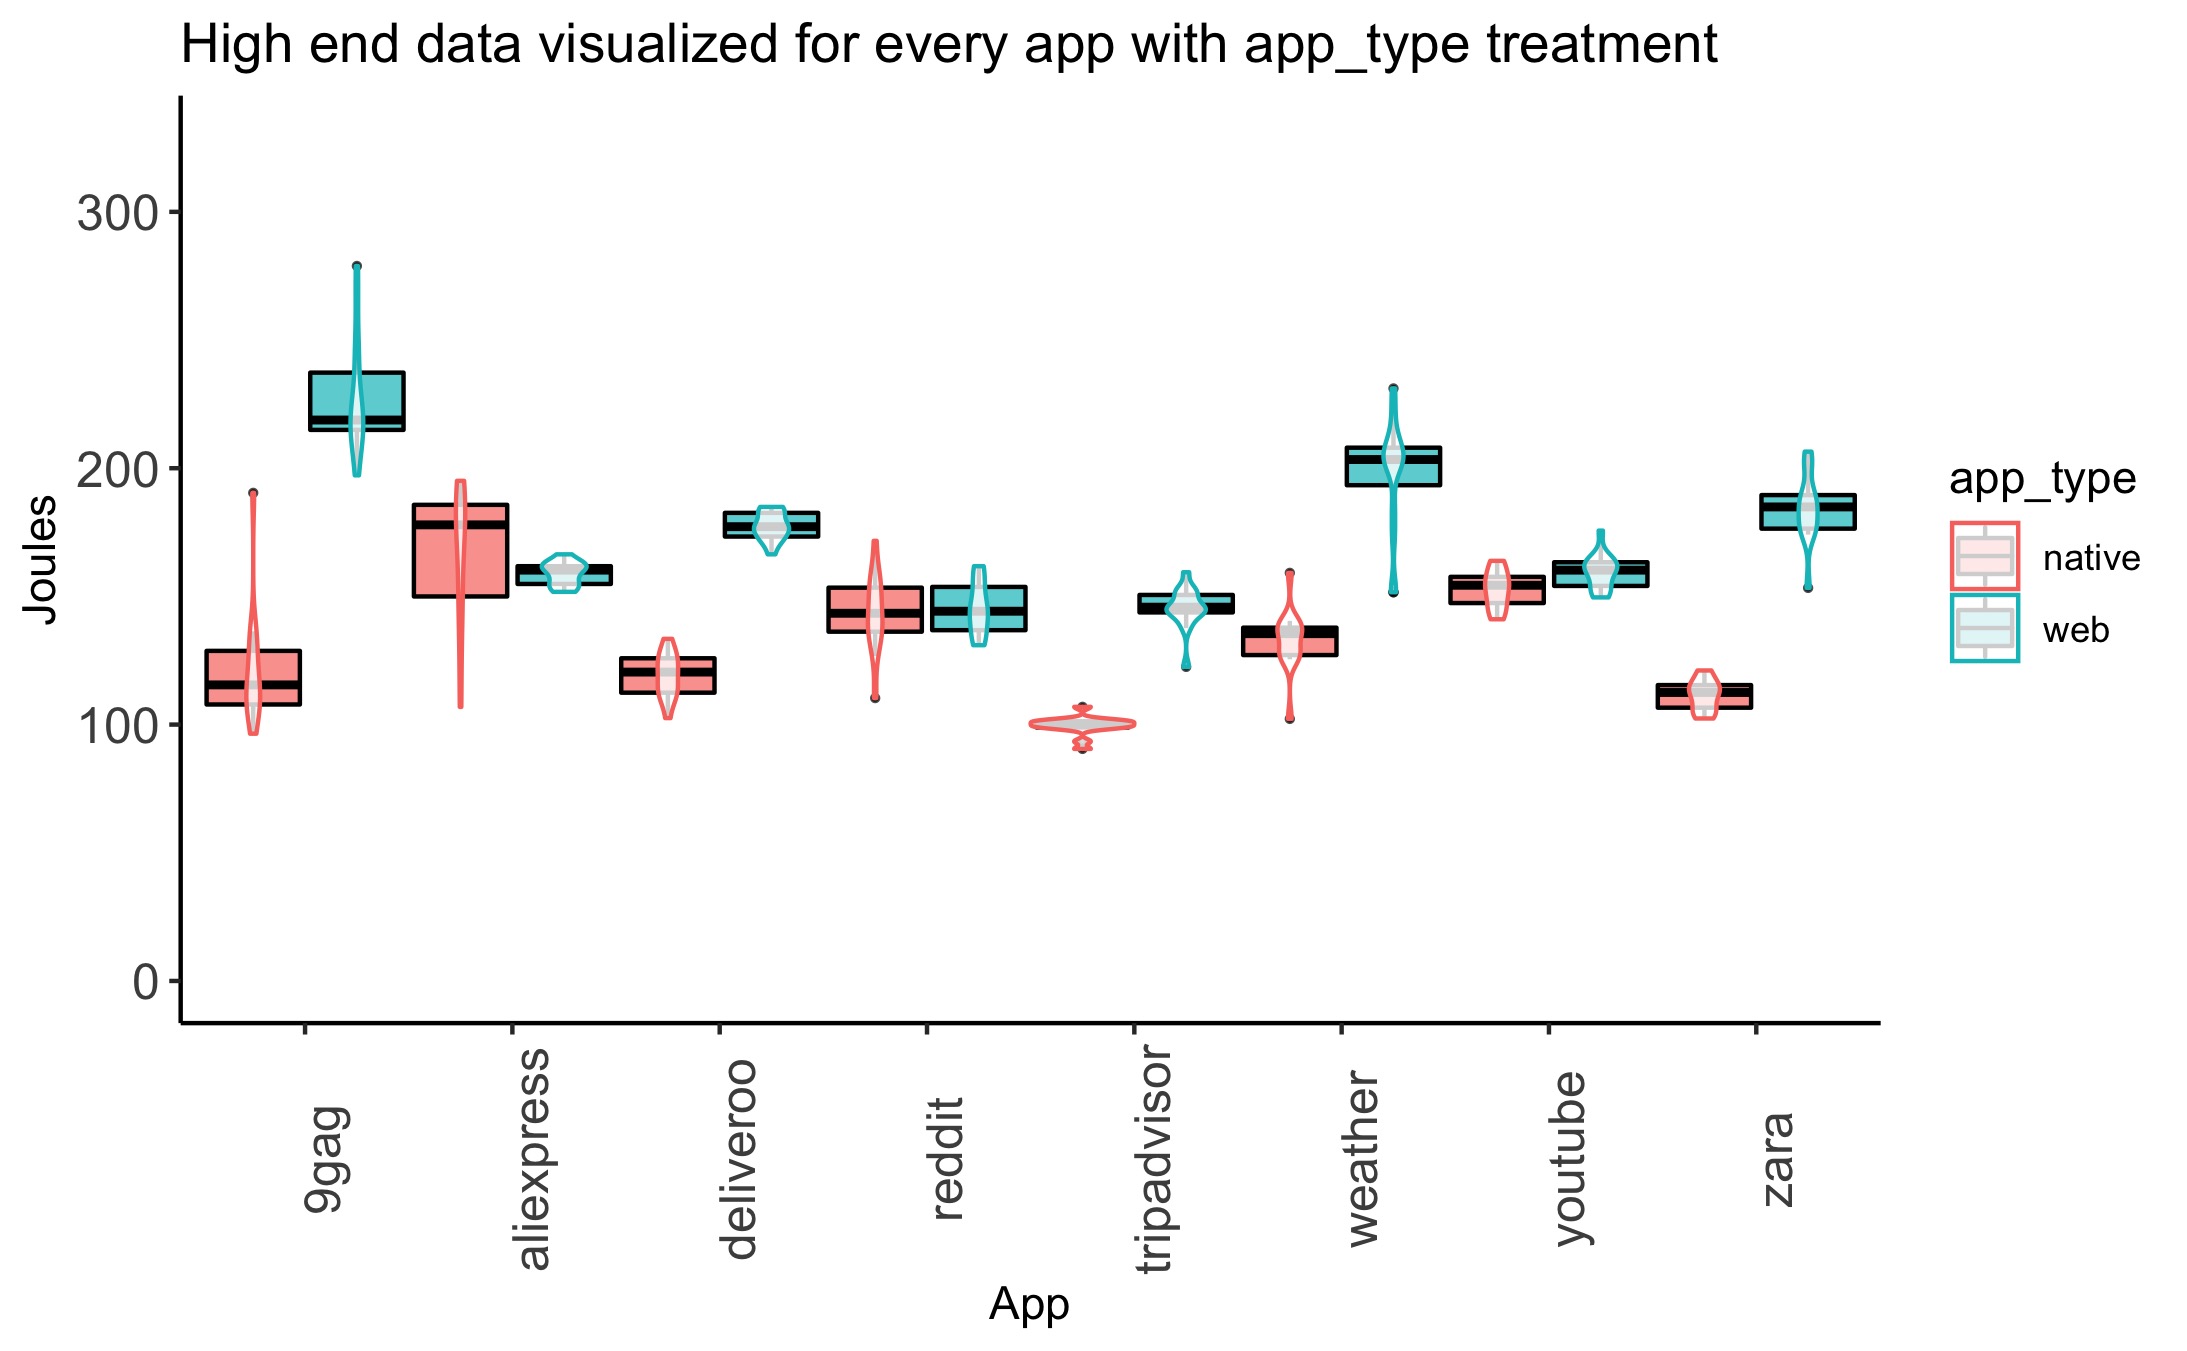 High end data visualized for every app with app_type treatment
Joules
300
200
100
0
9gag
aliexpress
deliveroo
reddit
tripadvisor
weather
youtube
zara
App
app_type
native
web